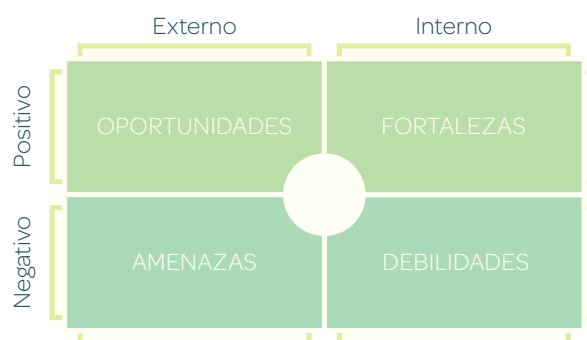 Externo
Interno
Positivo
OPORTUNIDADES
FORTALEZAS
Negativo
AMENAZAS
DEBILIDADES